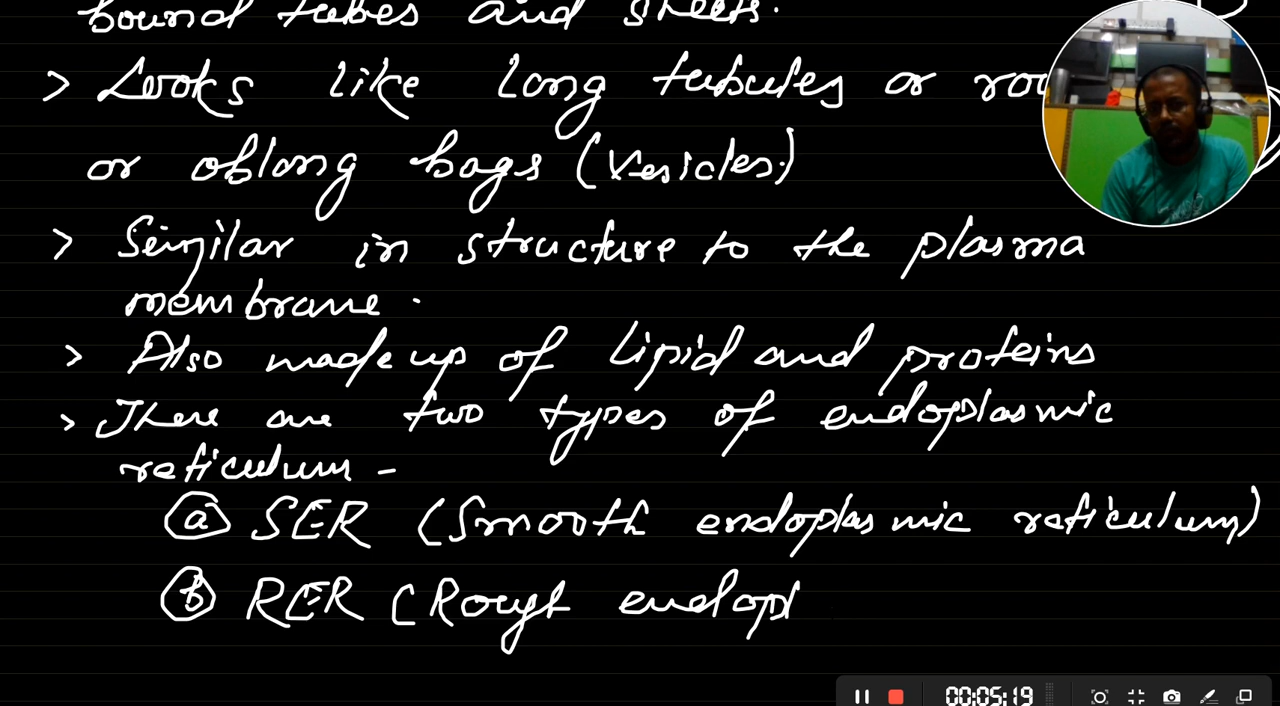 bound tubes and sheets.
> Looks like long tubules or
or oblong bags (vesicles.)
> Similar in structure to the plasma
membrane.
> Also made up of lipid and proteins
> There are two types of endoplasmic
reticulum -
(a) SER (Smooth endoplasmic reticulum)
(b) RER (Rough endopl
00:05:19